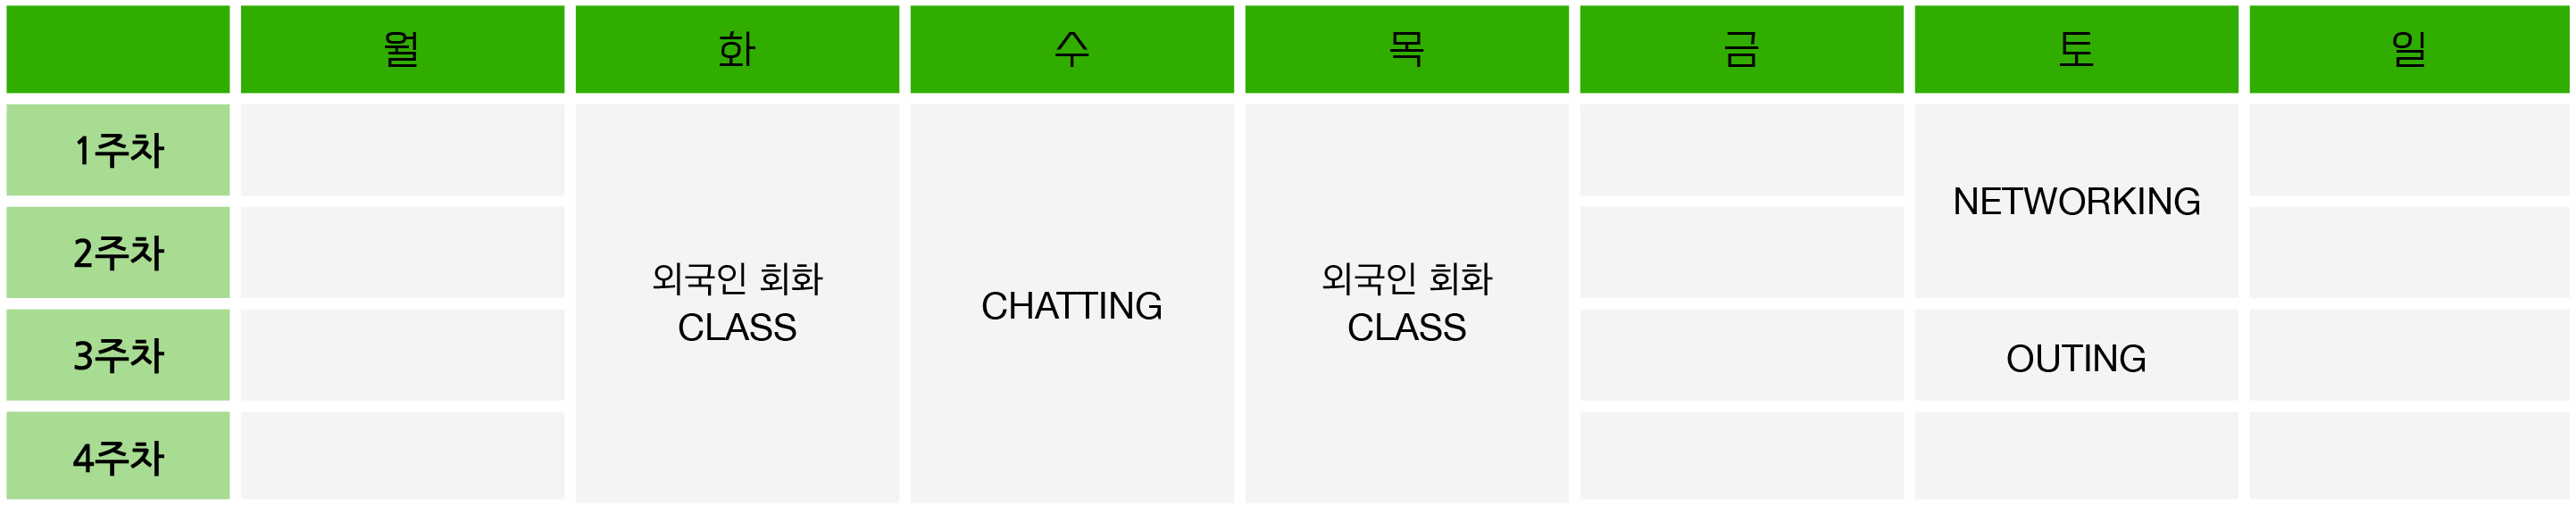 월 화 수 목 금 토 일
1주차
2주차
3주차
4주차
외국인 회화
CLASS
CHATTING
외국인 회화
CLASS
NETWORKING
OUTING